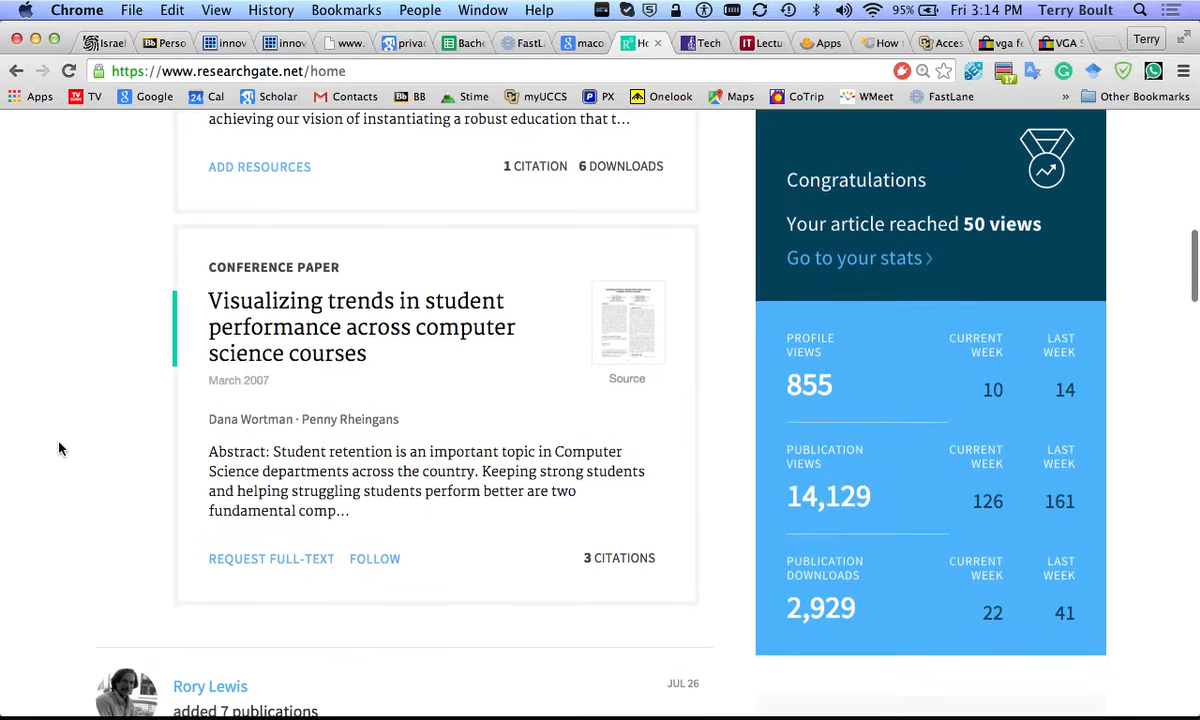 Chrome File Edit View History Bookmarks People Window Help 95% Fri 3:14 PM Terry Boult
Israel Perso innov innov www. priva Bach FastL maco Ho Tech Lectu Apps How Acces vga f VGA S Terry
https://www.researchgate.net/home
Apps TV Google Cal Scholar Contacts BB Stime myUCCS PX Onelook Maps CoTrip WMeet FastLane » Other Bookmarks
achieving our vision of instantiating a robust education that t...
ADD RESOURCES 1 CITATION 6 DOWNLOADS
CONFERENCE PAPER
Visualizing trends in student
performance across computer
science courses
March 2007
Source
Dana Wortman · Penny Rheingans
Abstract: Student retention is an important topic in Computer
Science departments across the country. Keeping strong students
and helping struggling students perform better are two
fundamental comp...
REQUEST FULL-TEXT FOLLOW 3 CITATIONS
Rory Lewis JUL 26
added 7 publications
Congratulations
Your article reached 50 views
Go to your stats ›
PROFILE VIEWS CURRENT WEEK LAST WEEK
855 10 14
PUBLICATION VIEWS CURRENT WEEK LAST WEEK
14,129 126 161
PUBLICATION DOWNLOADS CURRENT WEEK LAST WEEK
2,929 22 41